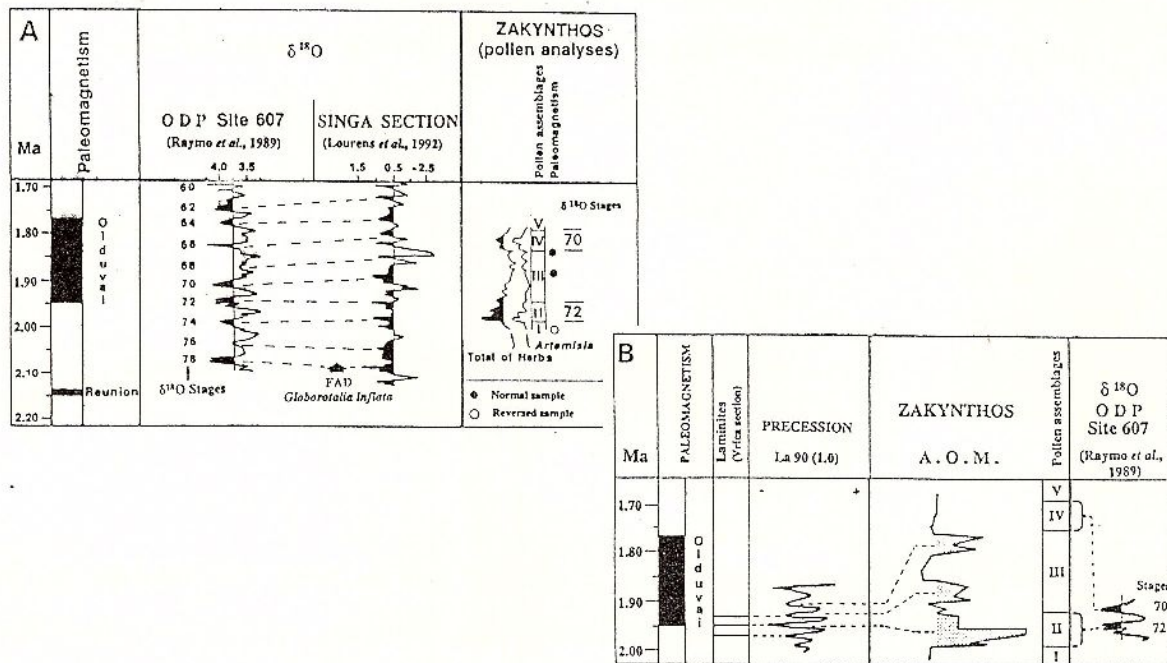 A
Paleomagnetism
δ 18O
ZAKYNTHOS
(pollen analyses)
Pollen assemblages
Paleomagnetism
O D P Site 607
(Raymo et al., 1989)
SINGA SECTION
(Lourens et al., 1992)
Ma
4.0 3.5
1.5 0.5 -2.5
1.70
1.80
1.90
2.00
2.10
2.20
Olduvai
Reunion
60
62
64
66
68
70
72
74
76
78
δ18O Stages
FAD
Globorotalia Inflata
δ18O Stages
V
IV
III
II
I
70
72
Artemisia
Total of Herbs
Normal sample
Reversed sample
B
Ma
PALEOMAGNETISM
Laminites
(Vrica section)
PRECESSION
La 90 (1.0)
- +
ZAKYNTHOS
A. O. M.
Pollen assemblages
δ 18O
O D P
Site 607
(Raymo et al.,
1989)
1.70
1.80
1.90
2.00
Olduvai
V
IV
III
II
I
Stages
70
72